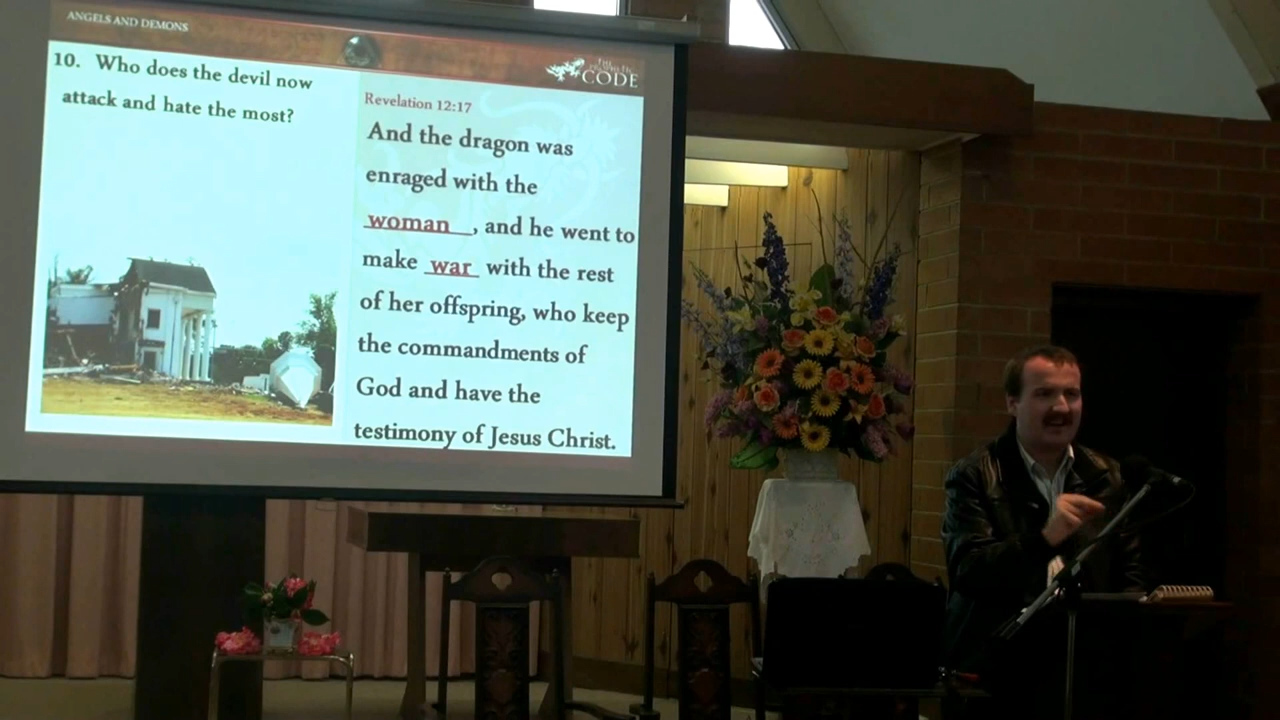 ANGELS AND DEMONS
THE PROPHETIC
CODE
10. Who does the devil now
attack and hate the most?
Revelation 12:17
And the dragon was
enraged with the
woman, and he went to
make war with the rest
of her offspring, who keep
the commandments of
God and have the
testimony of Jesus Christ.